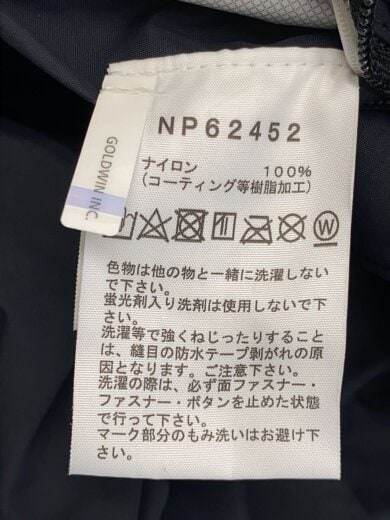 NP62452
GOLDWIN INC.
ナイロン 100%
(コーティング等樹脂加工)
W
色物は他の物と一緒に洗濯しない
で下さい。
蛍光剤入り洗剤は使用しないで下
さい。
洗濯等で強くねじったりすること
は、縫目の防水テープ剥がれの原
因となります。ご注意下さい。
洗濯の際は、必ず面ファスナー・
ファスナー・ボタンを止めた状態
で行って下さい。
マーク部分のもみ洗いはお避け下
さい。